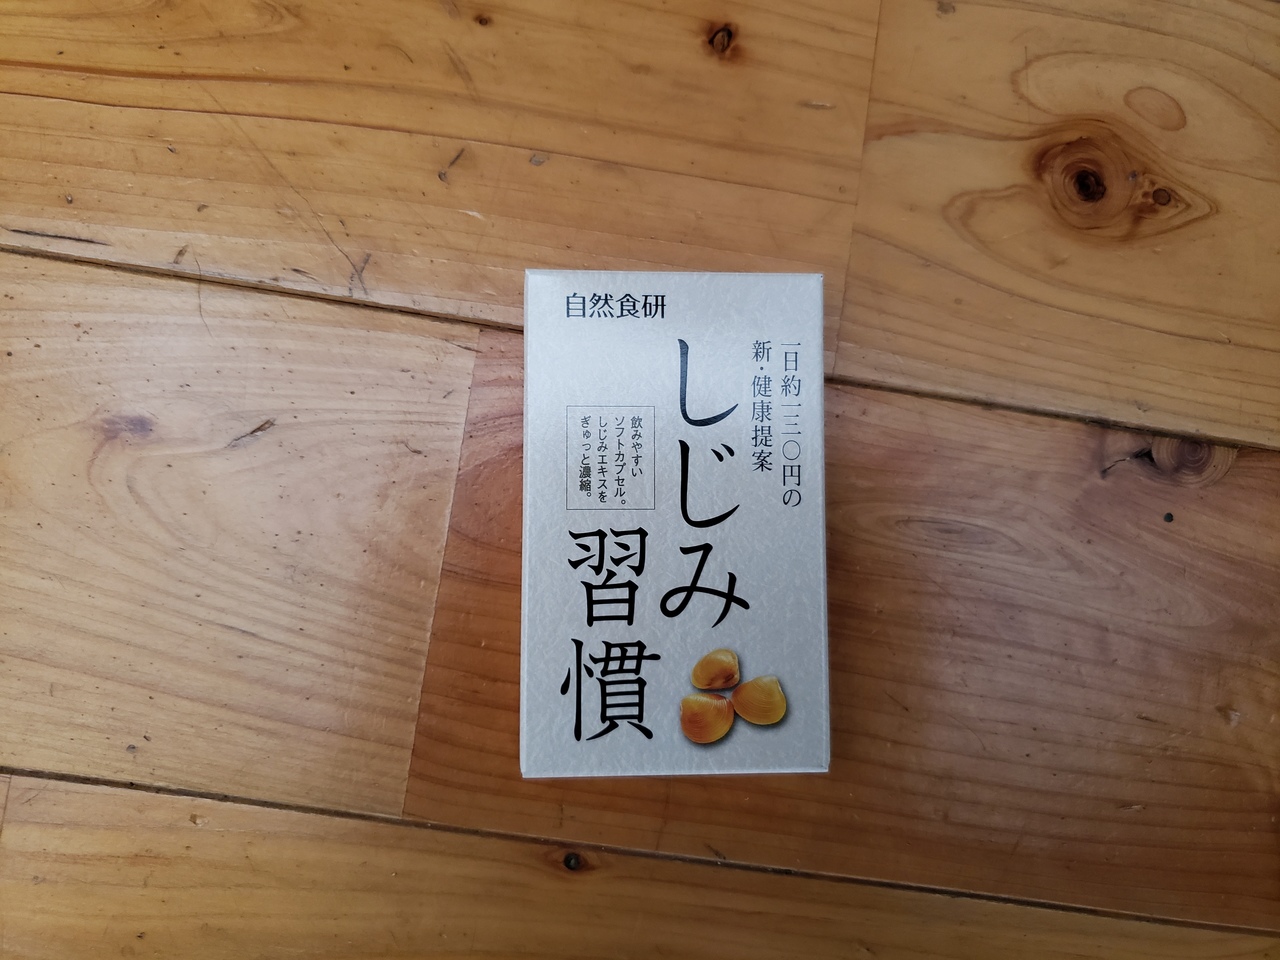 自然食研
一日約一三〇円の
新・健康提案
しじみ
習慣
飲みやすい
ソフトカプセル。
しじみエキスを
ぎゅっと濃縮。